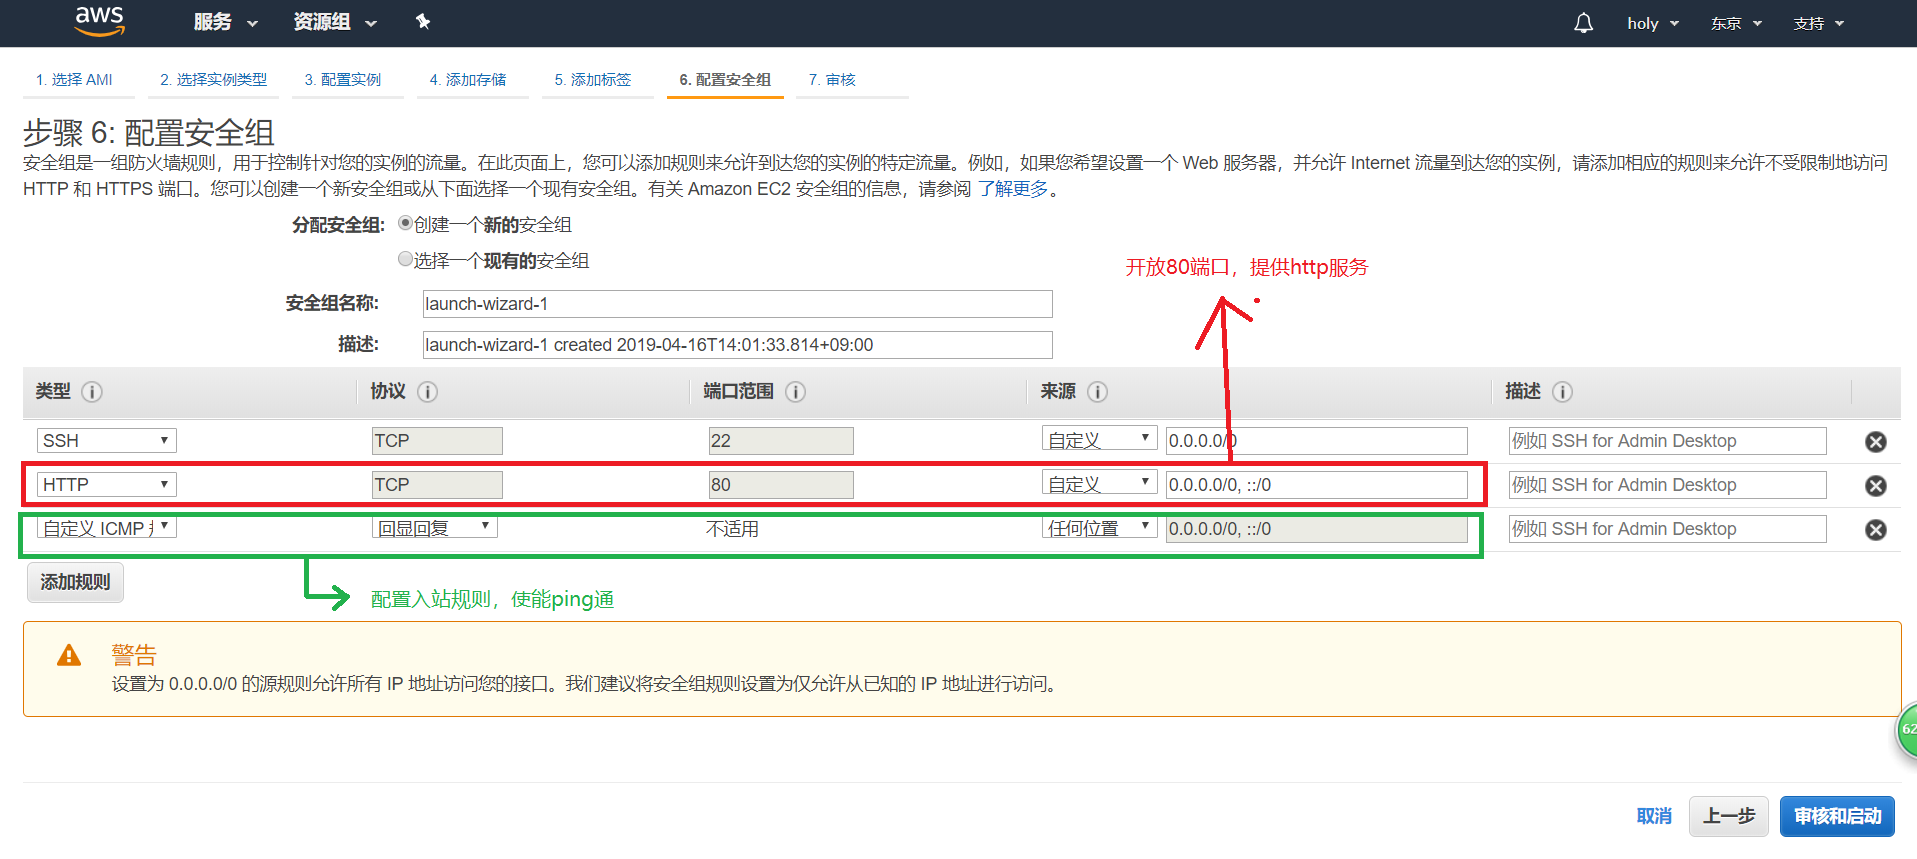 aws 服务 资源组 holy 东京 支持
1. 选择 AMI 2. 选择实例类型 3. 配置实例 4. 添加存储 5. 添加标签 6. 配置安全组 7. 审核
步骤 6: 配置安全组
安全组是一组防火墙规则，用于控制针对您的实例的流量。在此页面上，您可以添加规则来允许到达您的实例的特定流量。例如，如果您希望设置一个 Web 服务器，并允许 Internet 流量到达您的实例，请添加相应的规则来允许不受限制地访问
HTTP 和 HTTPS 端口。您可以创建一个新安全组或从下面选择一个现有安全组。有关 Amazon EC2 安全组的信息，请参阅 了解更多。
分配安全组: 创建一个新的安全组
选择一个现有的安全组
开放80端口，提供http服务
安全组名称: launch-wizard-1
描述: launch-wizard-1 created 2019-04-16T14:01:33.814+09:00
类型 协议 端口范围 来源 描述
SSH TCP 22 自定义 0.0.0.0/0 例如 SSH for Admin Desktop
HTTP TCP 80 自定义 0.0.0.0/0, ::/0 例如 SSH for Admin Desktop
自定义 ICMP 回显回复 不适用 任何位置 0.0.0.0/0, ::/0 例如 SSH for Admin Desktop
添加规则
配置入站规则，使能ping通
警告
设置为 0.0.0.0/0 的源规则允许所有 IP 地址访问您的接口。我们建议将安全组规则设置为仅允许从已知的 IP 地址进行访问。
62
取消 上一步 审核和启动